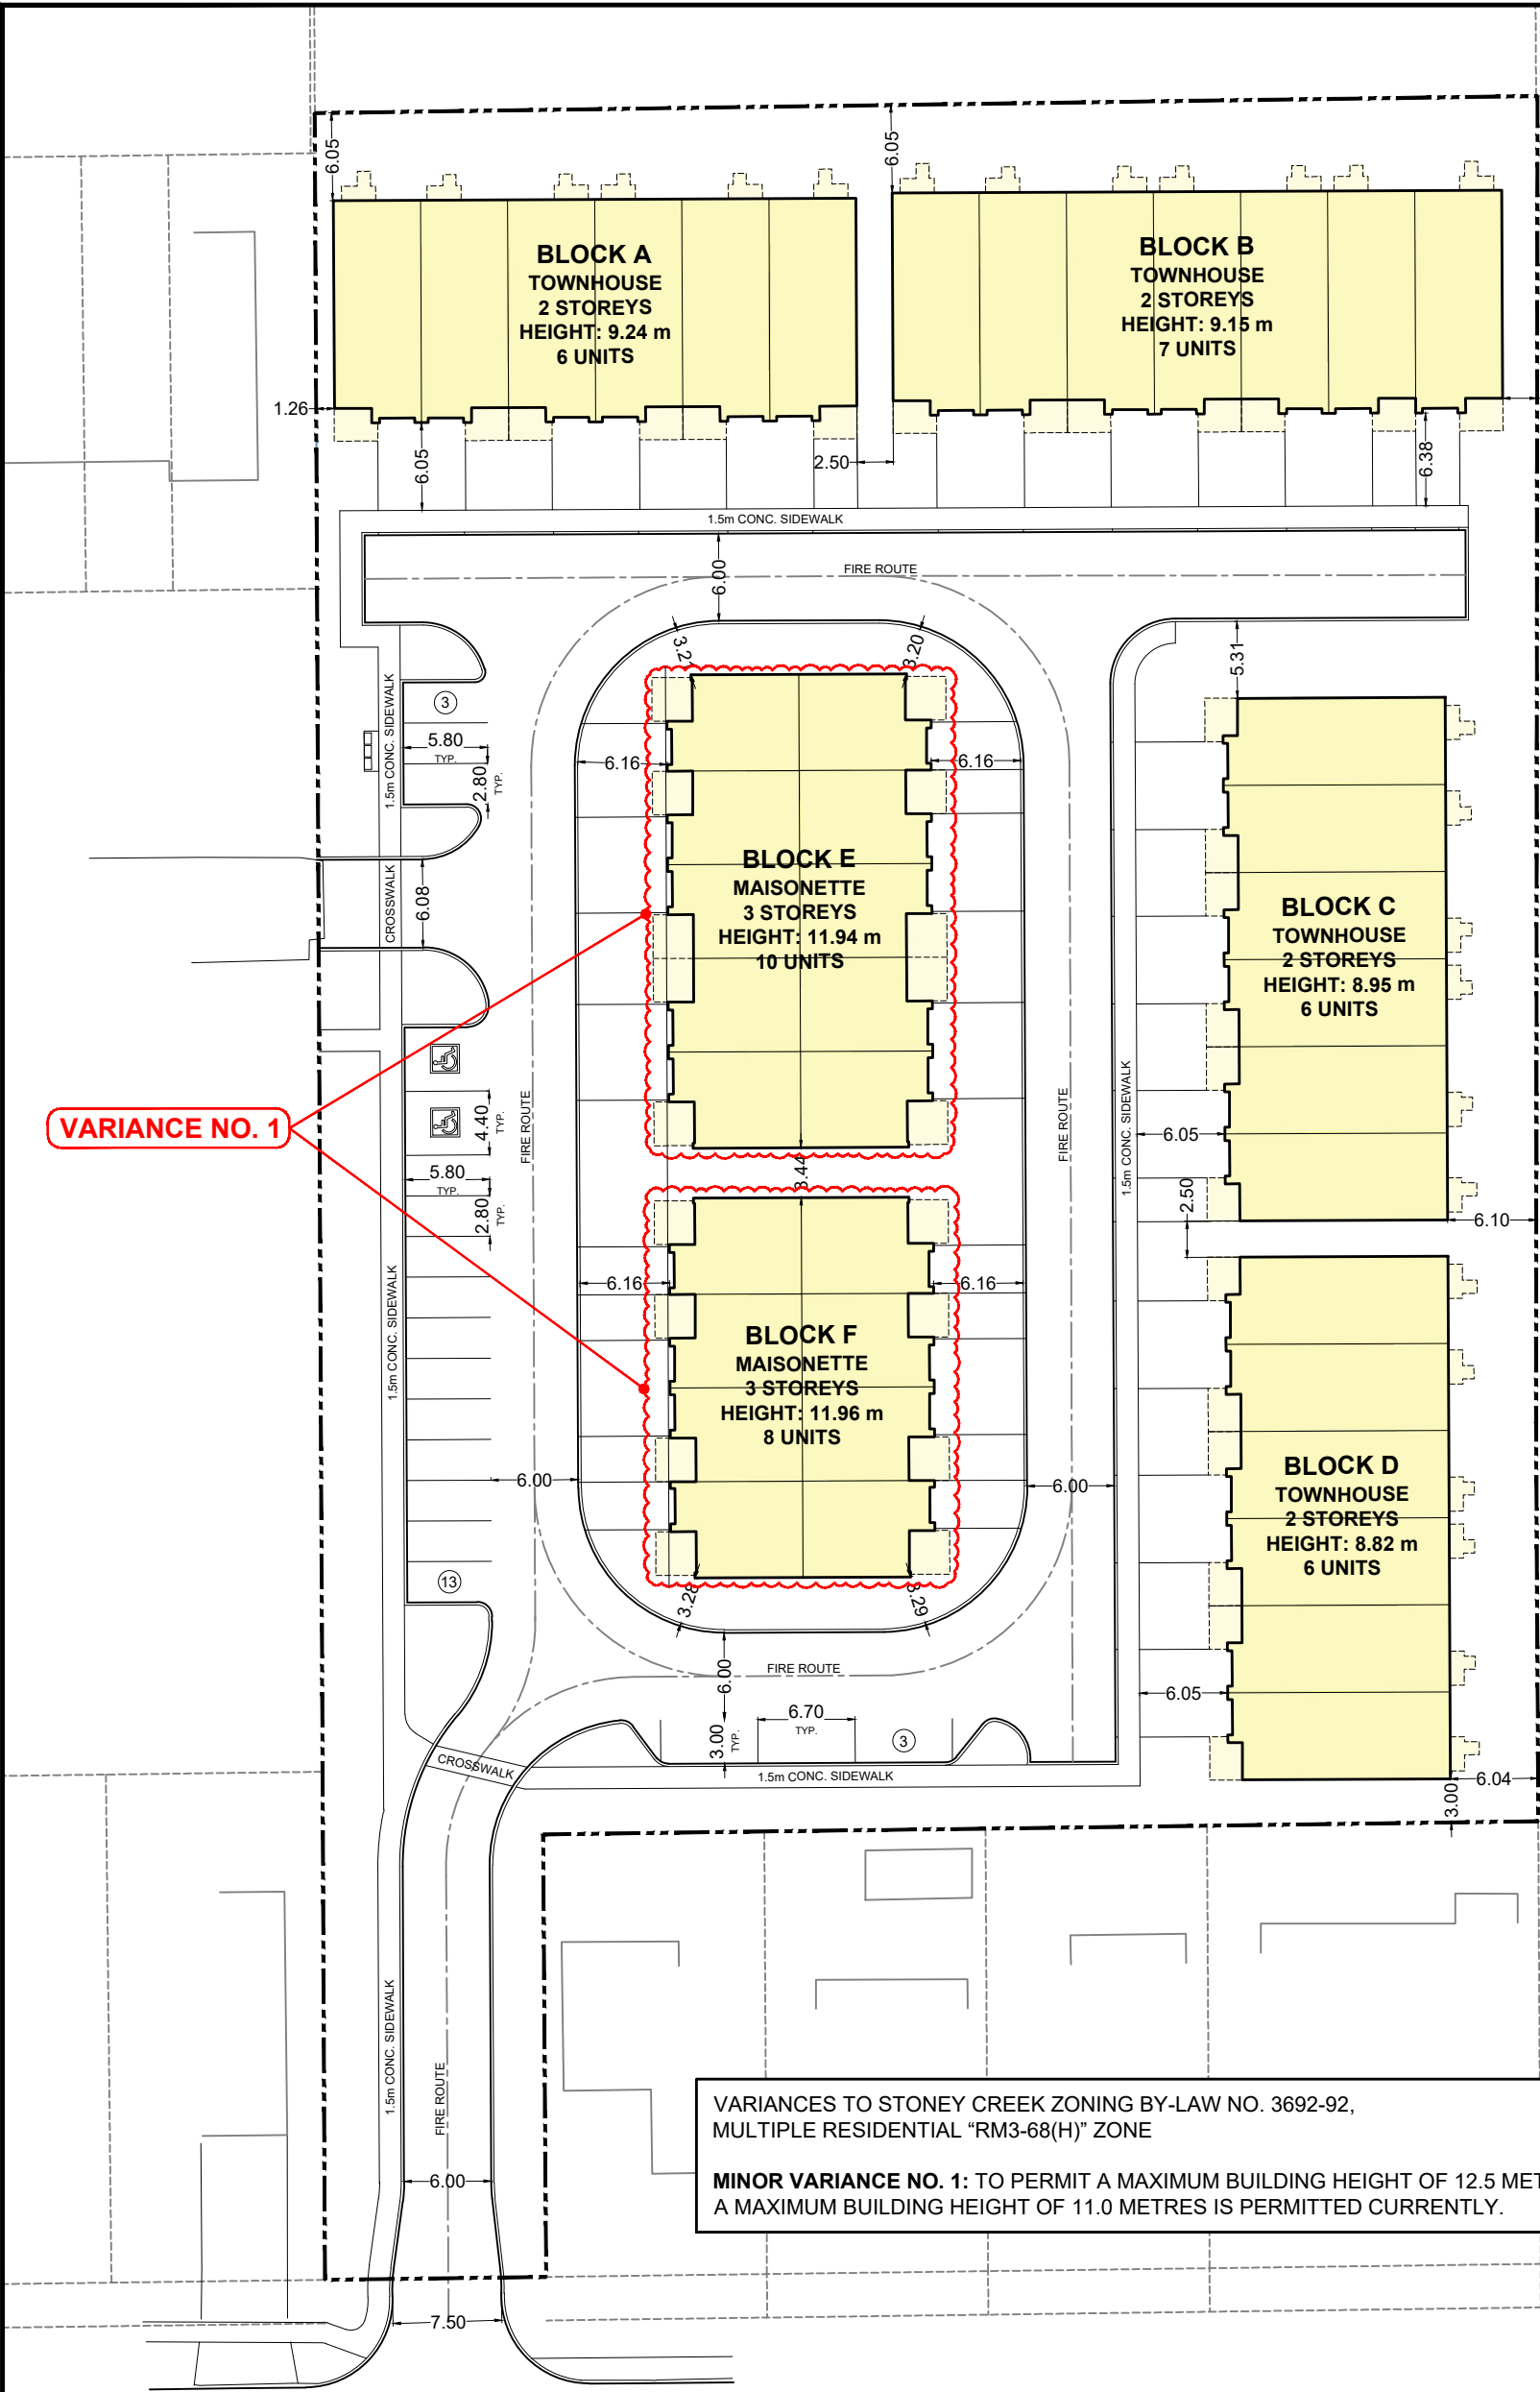 6.05
6.05
BLOCK A
TOWNHOUSE
2 STOREYS
HEIGHT: 9.24 m
6 UNITS
BLOCK B
TOWNHOUSE
2 STOREYS
HEIGHT: 9.15 m
7 UNITS
1.26
6.05
2.50
6.38
1.5m CONC. SIDEWALK
6.00
FIRE ROUTE
3.20
5.31
1.5m CONC. SIDEWALK
3
5.80
TYP.
2.80
TYP.
6.16
6.16
BLOCK E
MAISONETTE
3 STOREYS
HEIGHT: 11.94 m
10 UNITS
CROSSWALK
6.08
BLOCK C
TOWNHOUSE
2 STOREYS
HEIGHT: 8.95 m
6 UNITS
VARIANCE NO. 1
4.40
TYP.
FIRE ROUTE
FIRE ROUTE
1.5m CONC. SIDEWALK
6.05
3.44
5.80
TYP.
2.80
TYP.
2.50
6.10
6.16
6.16
1.5m CONC. SIDEWALK
BLOCK F
MAISONETTE
3 STOREYS
HEIGHT: 11.96 m
8 UNITS
6.00
6.00
BLOCK D
TOWNHOUSE
2 STOREYS
HEIGHT: 8.82 m
6 UNITS
13
3.28
3.29
FIRE ROUTE
6.00
6.05
3.00
TYP.
6.70
TYP.
3
CROSSWALK
1.5m CONC. SIDEWALK
6.04
3.00
1.5m CONC. SIDEWALK
FIRE ROUTE
6.00
7.50
VARIANCES TO STONEY CREEK ZONING BY-LAW NO. 3692-92,
MULTIPLE RESIDENTIAL “RM3-68(H)” ZONE
MINOR VARIANCE NO. 1: TO PERMIT A MAXIMUM BUILDING HEIGHT OF 12.5 MET
A MAXIMUM BUILDING HEIGHT OF 11.0 METRES IS PERMITTED CURRENTLY.